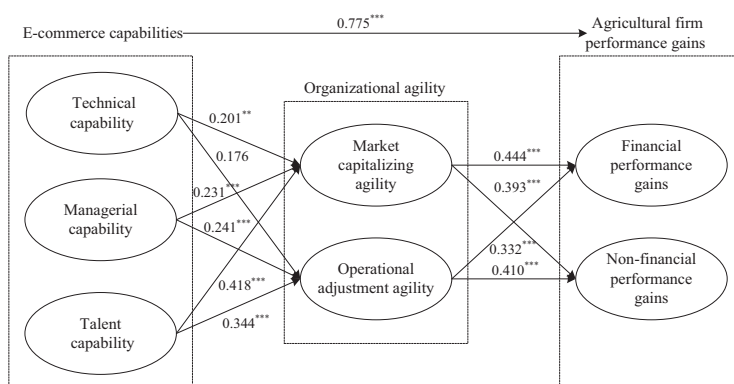 0.775***
E-commerce capabilities
Agricultural firm
performance gains
Organizational agility
Technical
capability
Managerial
capability
Talent
capability
0.201**
0.176
0.231***
0.241***
0.418***
0.344***
Market
capitalizing
agility
Operational
adjustment agility
0.444***
0.393***
0.332***
0.410***
Financial
performance
gains
Non-financial
performance
gains